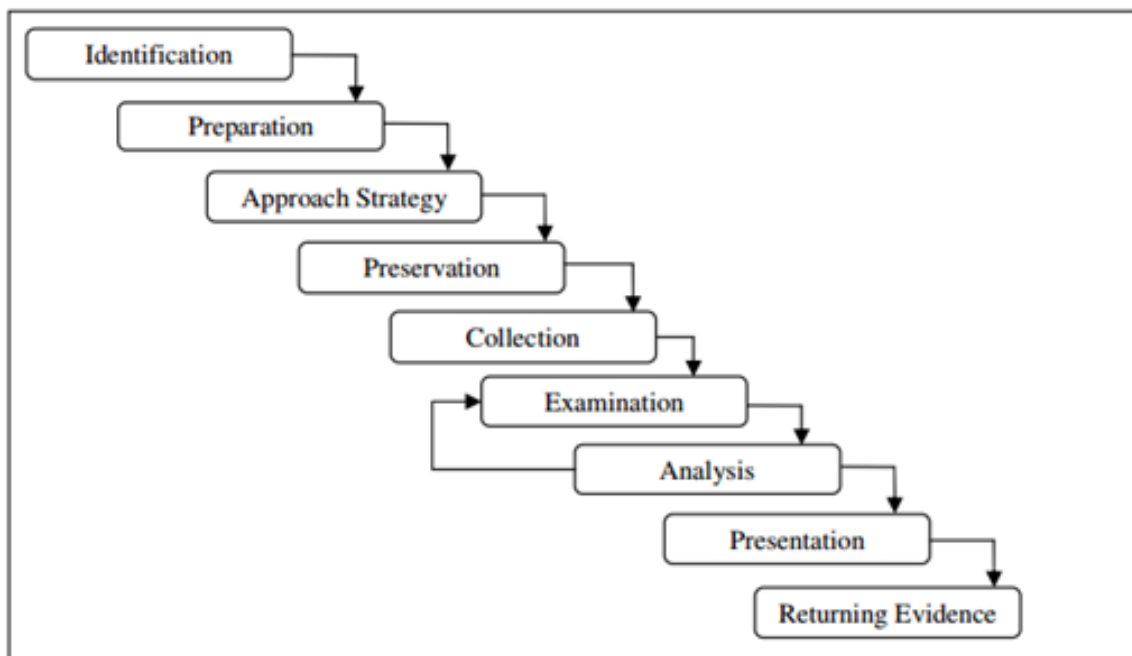 Identification
Preparation
Approach Strategy
Preservation
Collection
Examination
Analysis
Presentation
Returning Evidence